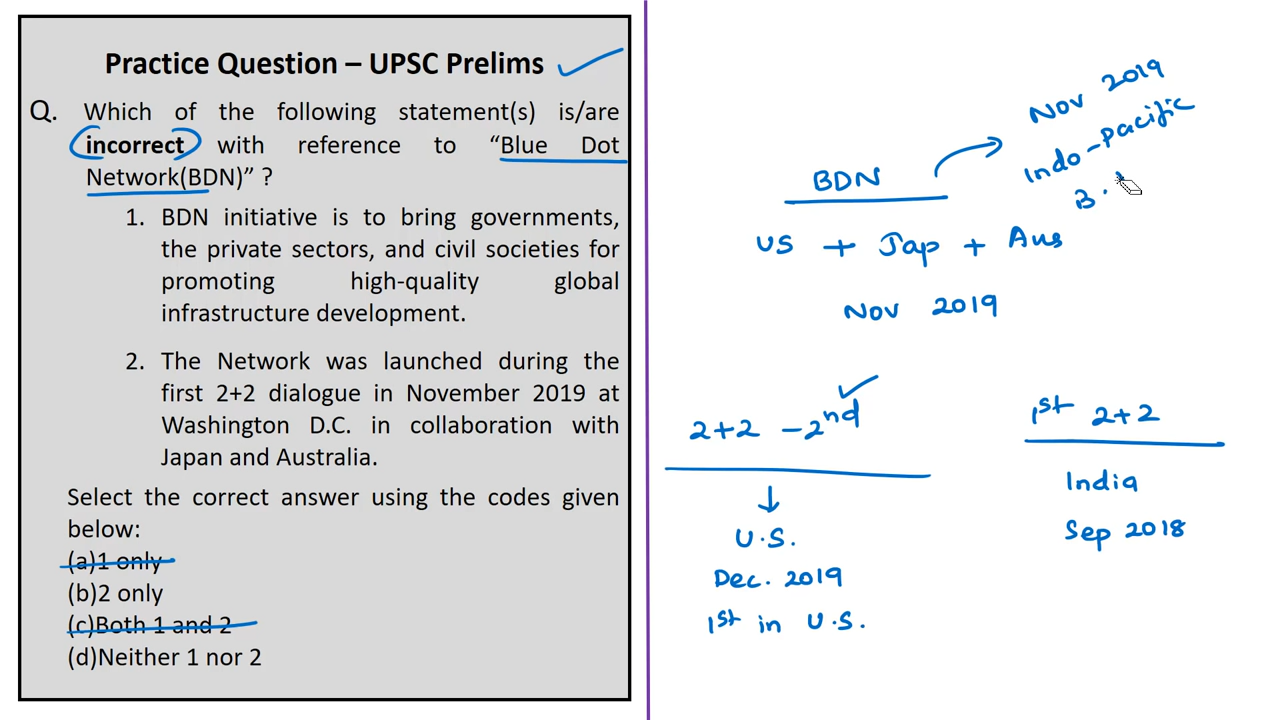 Practice Question – UPSC Prelims
Q. Which of the following statement(s) is/are
incorrect with reference to “Blue Dot
Network(BDN)” ?
1. BDN initiative is to bring governments,
the private sectors, and civil societies for
promoting high-quality global
infrastructure development.
2. The Network was launched during the
first 2+2 dialogue in November 2019 at
Washington D.C. in collaboration with
Japan and Australia.
Select the correct answer using the codes given
below:
(a)1 only
(b)2 only
(c)Both 1 and 2
(d)Neither 1 nor 2
Nov 2019
Indo-Pacific
B.
BDN
US + Jap + Aus
Nov 2019
2+2 - 2nd
U.S.
Dec. 2019
1st in U.S.
1st 2+2
India
Sep 2018